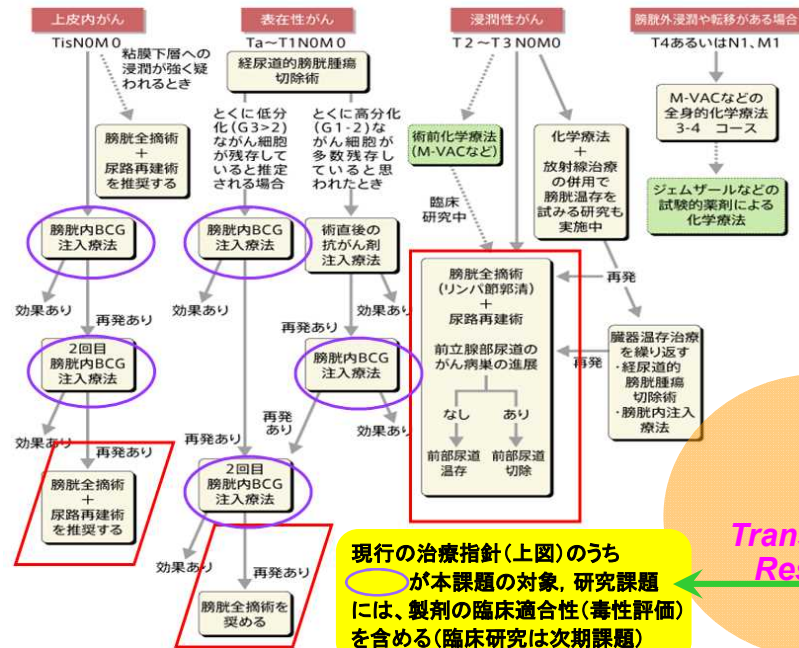 上皮内がん
TisN0M0
粘膜下層への
浸潤が強く疑
われるとき
膀胱全摘術
+
尿路再建術
を推奨する
膀胱内BCG
注入療法
効果あり
再発あり
2回目
膀胱内BCG
注入療法
効果あり
再発あり
膀胱全摘術
+
尿路再建術
を推奨する
表在性がん
Ta~T1N0M0
経尿道的膀胱腫瘍
切除術
とくに低分
化(G3>2)
ながん細胞
が残存して
いると推定
される場合
膀胱内BCG
注入療法
効果あり
再発あり
とくに高分化
(G1-2)な
がん細胞が
多数残存し
ていると思
われたとき
術直後の
抗がん剤
注入療法
効果あり
再発あり
膀胱内BCG
注入療法
再発
あり
効果あり
2回目
膀胱内BCG
注入療法
効果あり
再発あり
膀胱全摘術を
奨める
浸潤性がん
T2~T3N0M0
術前化学療法
(M-VACなど)
臨床
研究中
化学療法
+
放射線治療
の併用で
膀胱温存を
試みる研究も
実施中
膀胱全摘術
(リンパ節郭清)
+
尿路再建術
前立腺部尿道の
がん病巣の進展
なし
あり
前部尿道
温存
前部尿道
切除
再発
再発
臓器温存治療
を繰り返す
・経尿道的
膀胱腫瘍
切除術
・膀胱内注入
療法
膀胱外浸潤や転移がある場合
T4あるいはN1、M1
M-VACなどの
全身的化学療法
3-4 コース
ジェムザールなどの
試験的薬剤による
化学療法
現行の治療指針(上図)のうち
が本課題の対象, 研究課題
には、製剤の臨床適合性(毒性評価)
を含める(臨床研究は次期課題)
Trans
Res